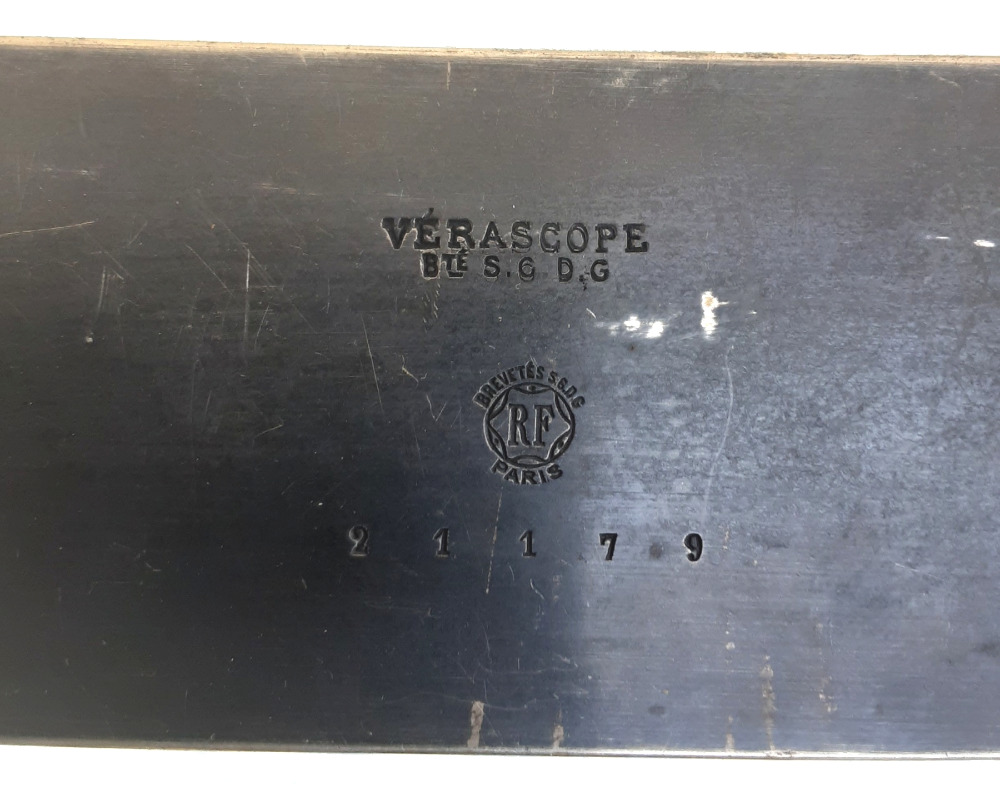 VÉRASCOPE
BTÉ S.G D.G
BREVETÉS S.G.D.G
RF
PARIS
2 1 1 7 9